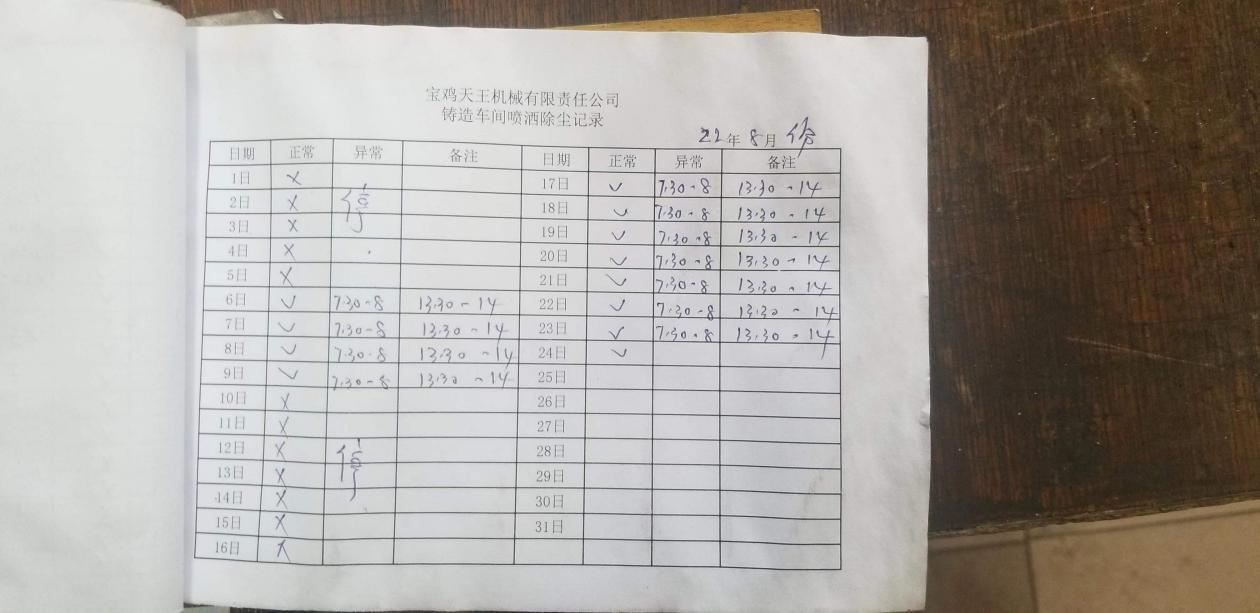 宝鸡天王机械有限责任公司
铸造车间喷洒除尘记录
22年8月
日期 正常 异常 备注 日期 正常 异常 备注
1日 × 17日 ✓ 7.30-8 13.30-14
2日 × 停 18日 ✓ 7.30-8 13.30-14
3日 × 19日 ✓ 7.30-8 13.30-14
4日 × 20日 ✓ 7.30-8 13.30-14
5日 × 21日 ✓ 7.30-8 13.30-14
6日 ✓ 7.30-8 13.30-14 22日 ✓ 7.30-8 13.30-14
7日 ✓ 7.30-8 13.30-14 23日 ✓ 7.30-8 13.30-14
8日 ✓ 7.30-8 13.30-14 24日 ✓
9日 ✓ 7.30-8 13.30-14 25日
10日 × 26日
11日 × 27日
12日 × 停 28日
13日 × 29日
14日 × 30日
15日 × 31日
16日 ×